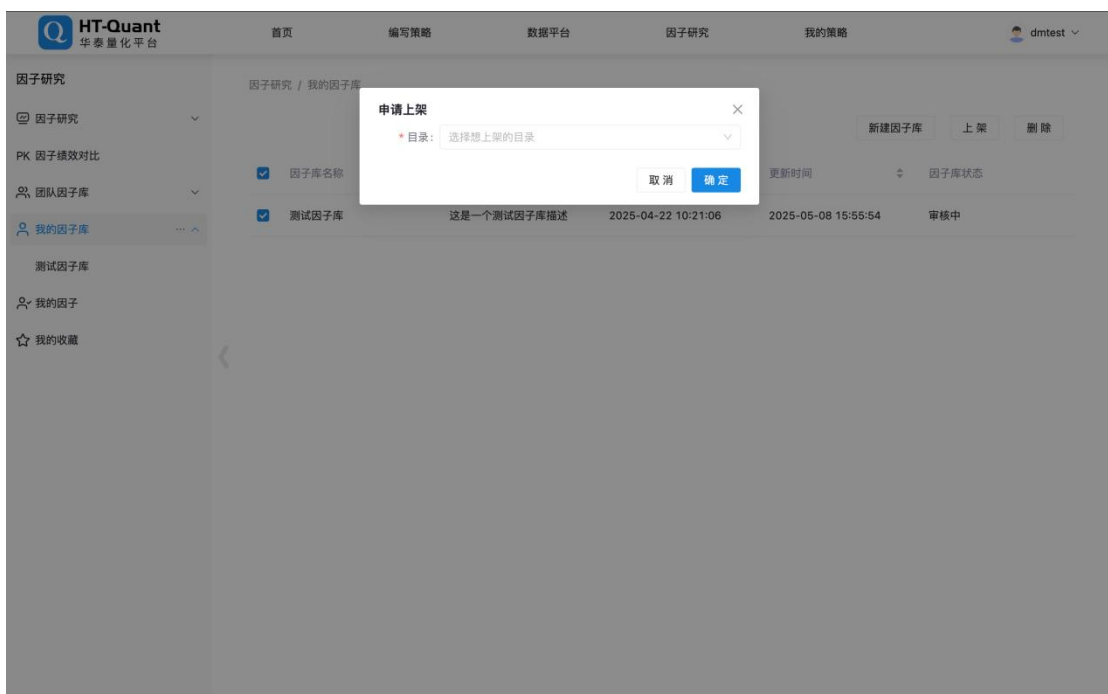 HT-Quant
华泰量化平台
首页 编写策略 数据平台 因子研究 我的策略 dmtest
因子研究
因子研究 / 我的因子库
因子研究
PK 因子绩效对比
团队因子库
我的因子库 ...
测试因子库
我的因子
我的收藏
新建因子库 上架 删除
申请上架
* 目录: 选择想上架的目录
取消 确定
因子库名称 更新时间 因子库状态
测试因子库 这是一个测试因子库描述 2025-04-22 10:21:06 2025-05-08 15:55:54 审核中